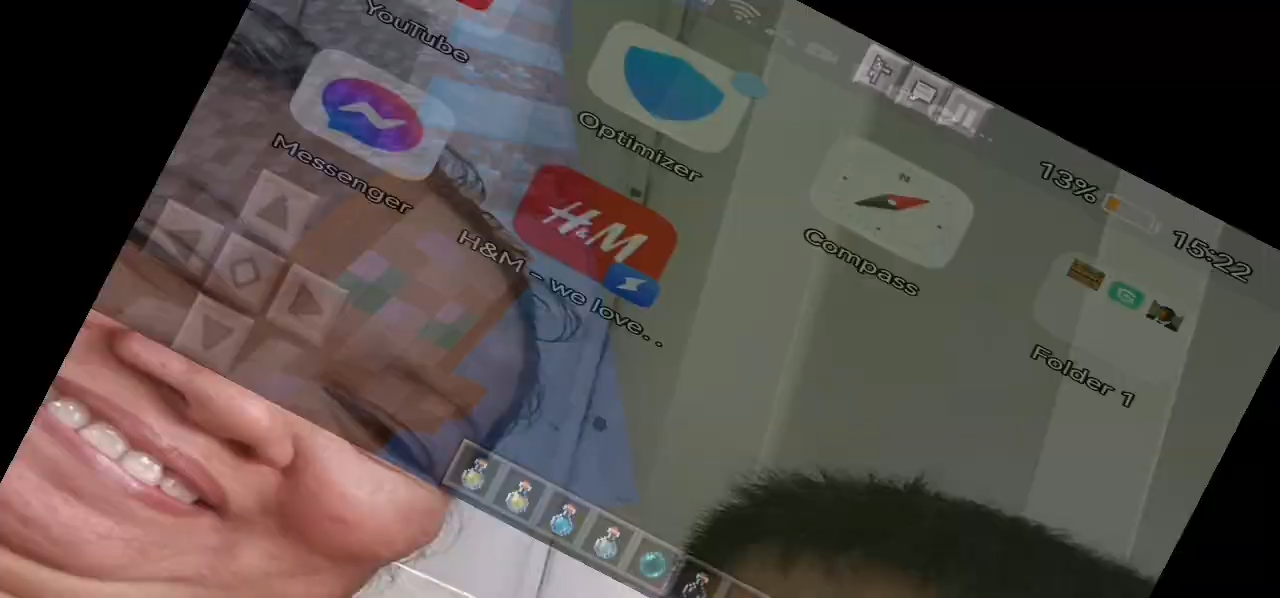 YouTube
13%
15:22
Messenger
Optimizer
N
H&M
H&M - we love..
Compass
Folder 1